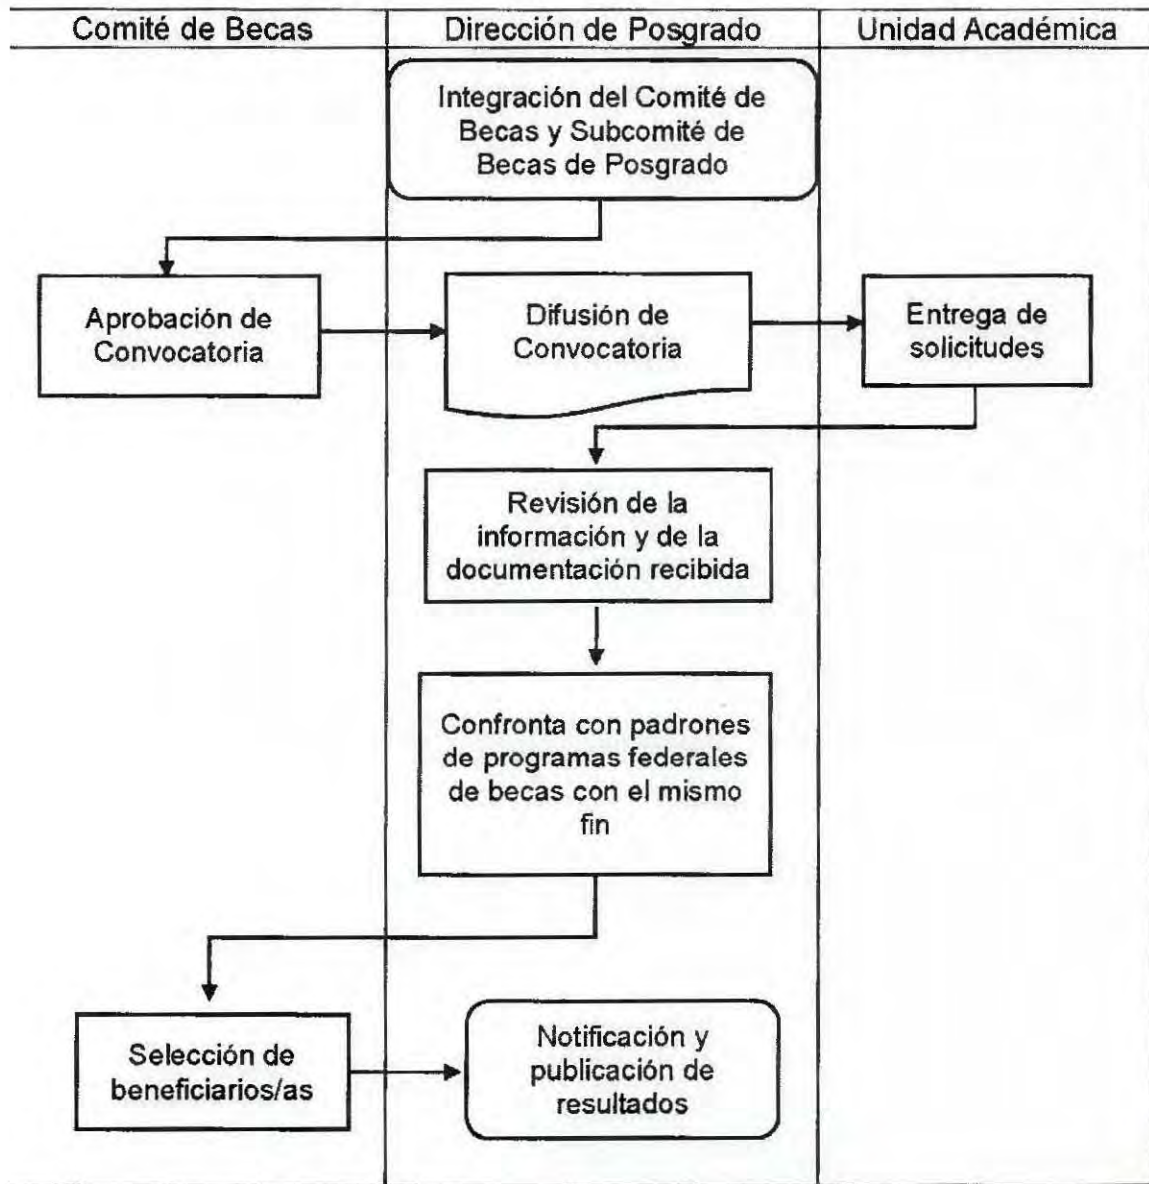 Comité de Becas
Dirección de Posgrado
Unidad Académica
Integración del Comité de
Becas y Subcomité de
Becas de Posgrado
Aprobación de
Convocatoria
Difusión de
Convocatoria
Entrega de
solicitudes
Revisión de la
información y de la
documentación recibida
Confronta con padrones
de programas federales
de becas con el mismo
fin
Selección de
beneficiarios/as
Notificación y
publicación de
resultados